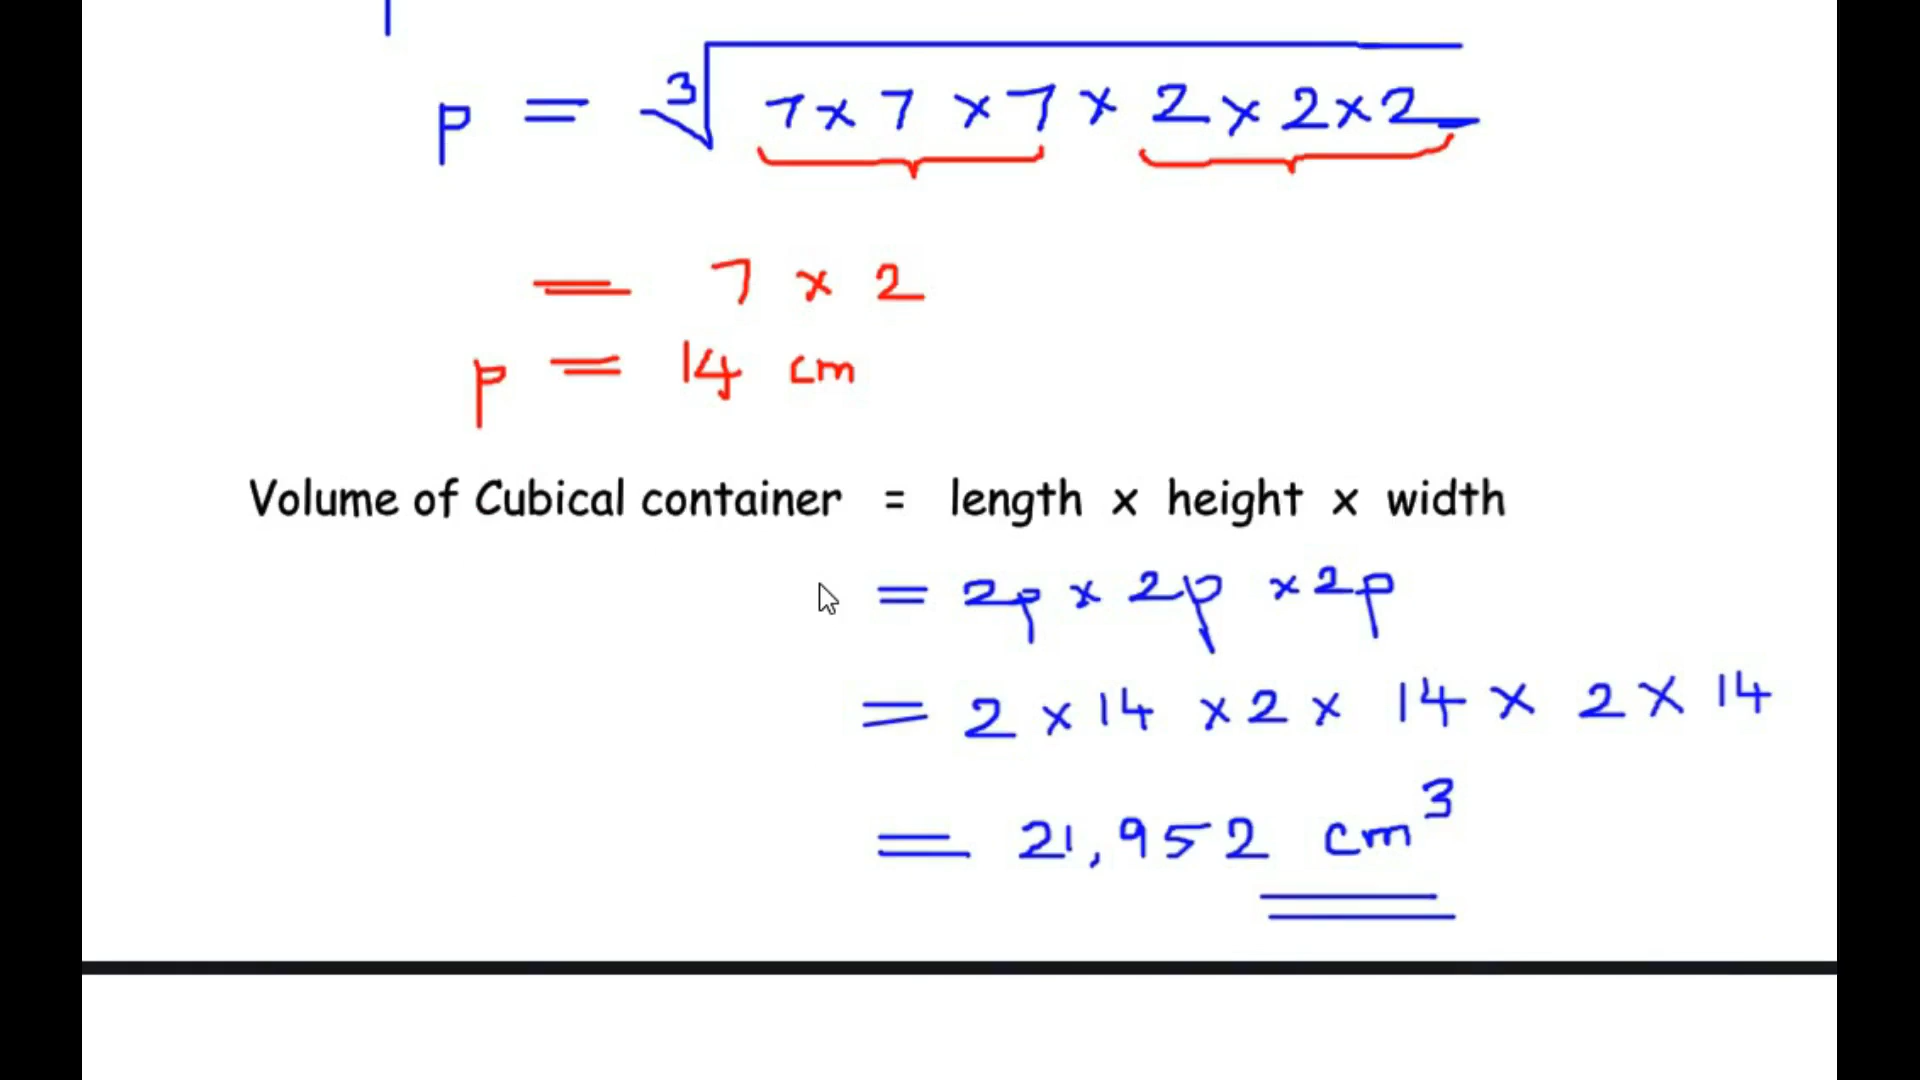 p = ∛7 × 7 × 7 × 2 × 2 × 2
= 7 × 2
p = 14 cm
Volume of Cubical container = length x height x width
= 2p × 2p × 2p
= 2 × 14 × 2 × 14 × 2 × 14
= 21,952 cm³